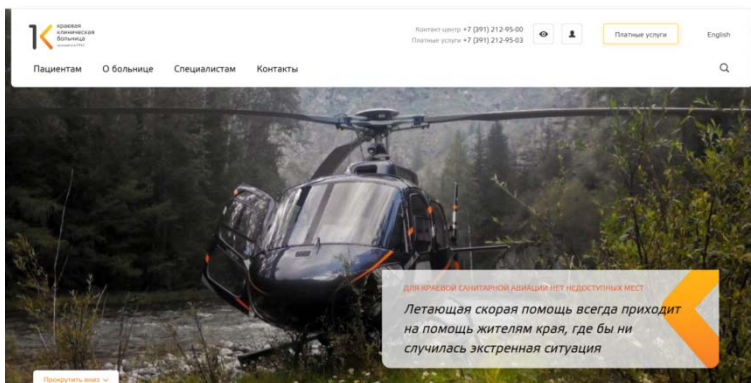 краевая
клиническая
больница
Контакт-центр +7 (391) 212-95-00
Платные услуги +7 (391) 212-95-03
Платные услуги
English
Пациентам О больнице Специалистам Контакты
ДЛЯ КРАЕВОЙ САНИТАРНОЙ АВИАЦИИ НЕТ НЕДОСТУПНЫХ МЕСТ
Летающая скорая помощь всегда приходит
на помощь жителям края, где бы ни
случилась экстренная ситуация
Прокрутить вниз